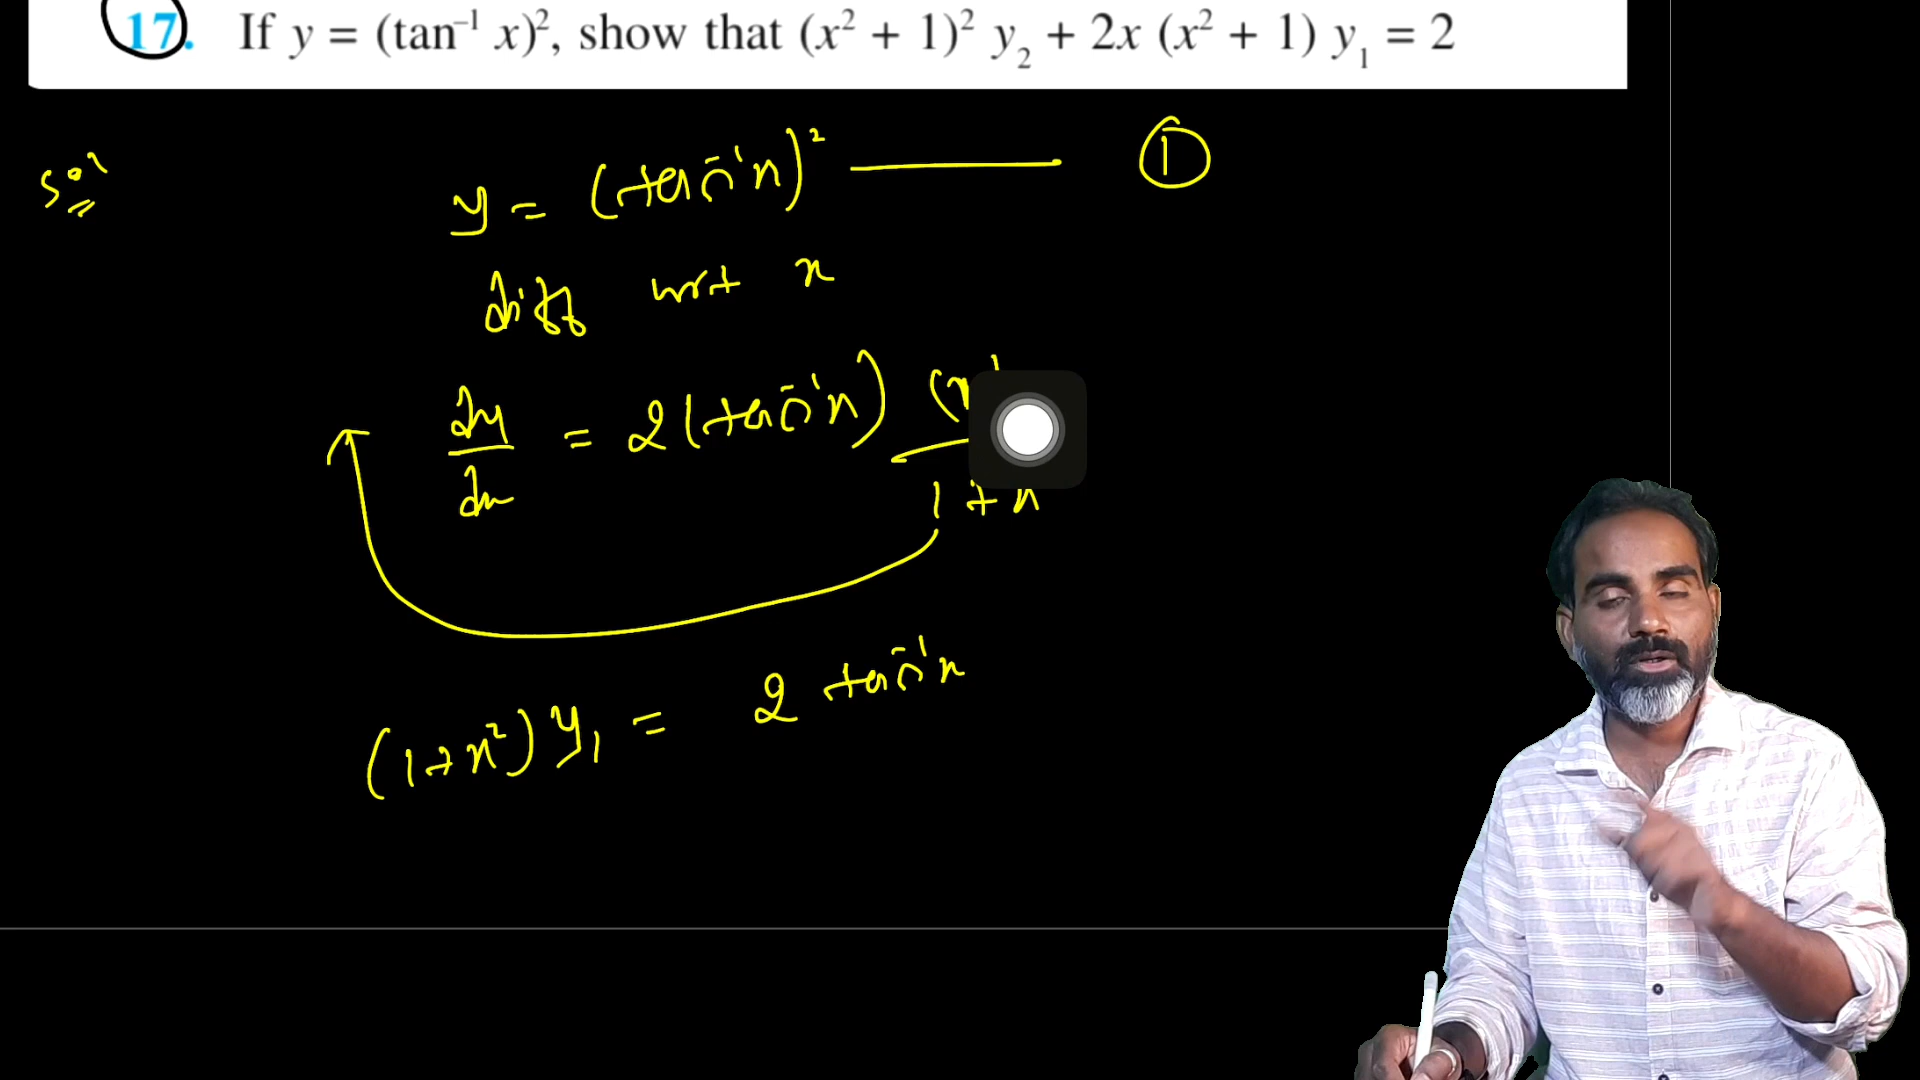 17. If y = (tan⁻¹ x)², show that (x² + 1)² y₂ + 2x (x² + 1) y₁ = 2
Sol
y = (tan⁻¹x)² ——— ①
diff wrt x
dy/dx = 2(tan⁻¹x) (x¹ / 1+x
(1+x²) y₁ = 2 tan⁻¹x